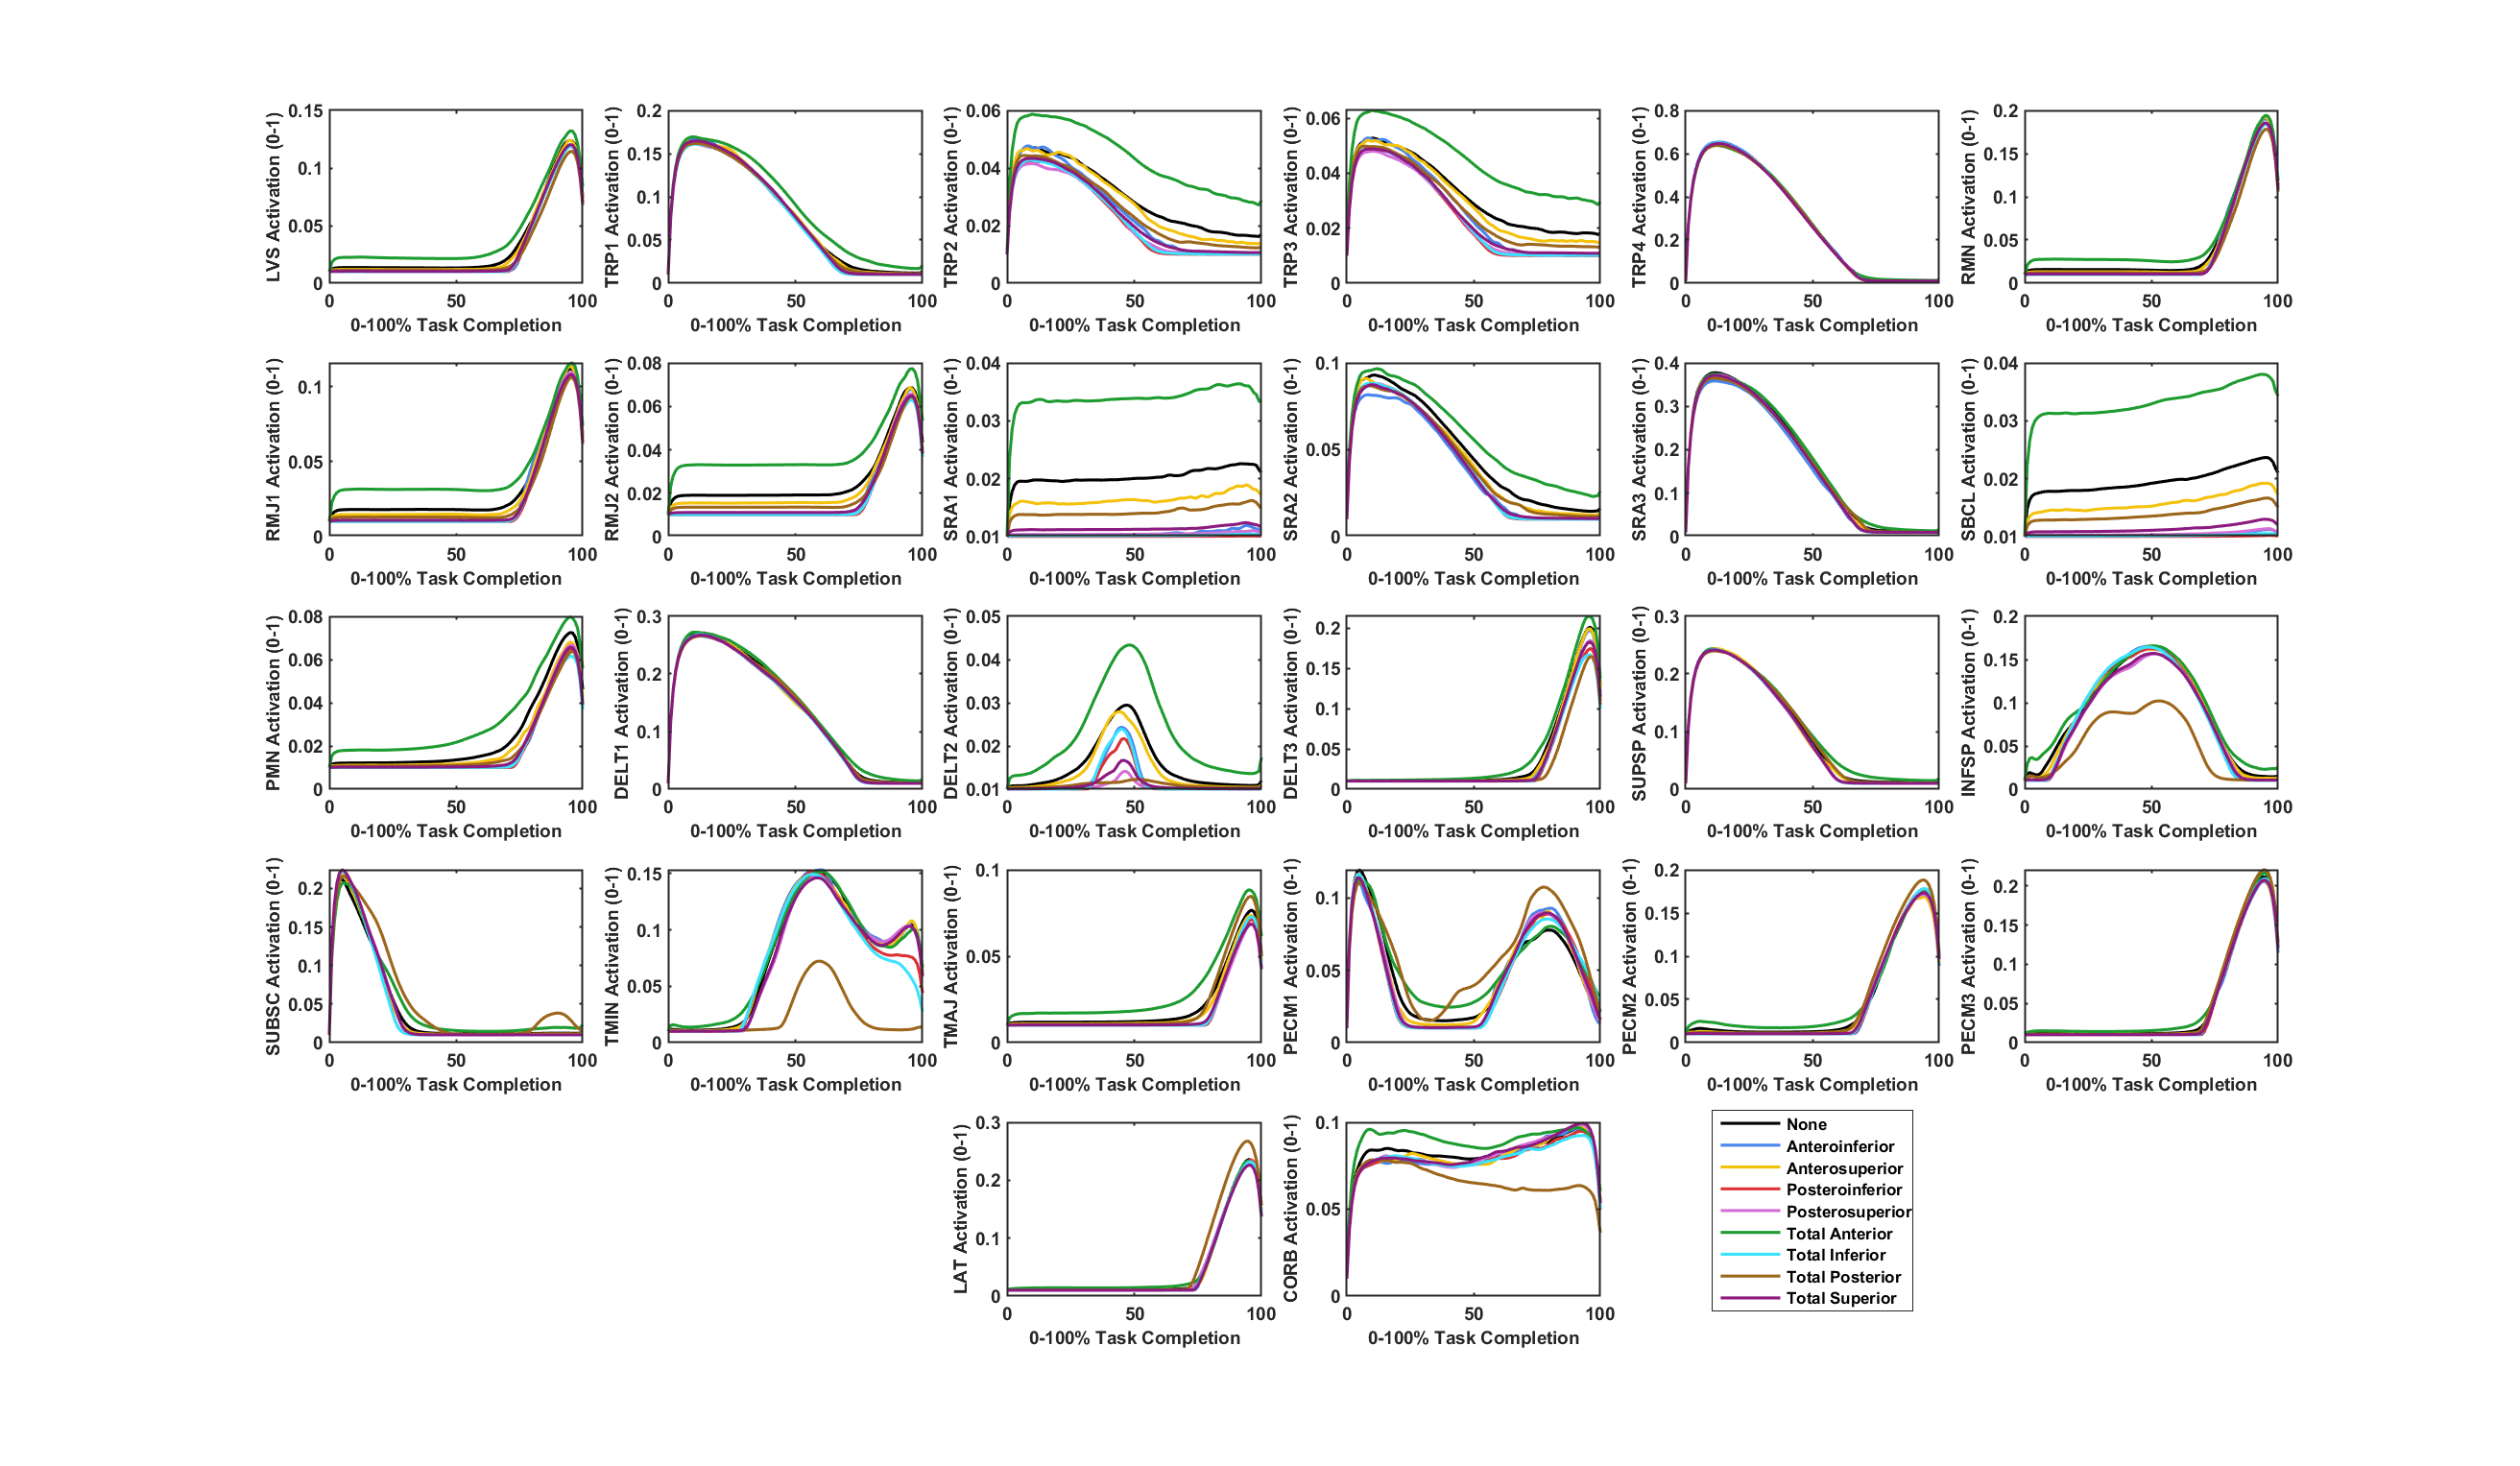 LVS Activation (0-1)
0.15
0.1
0.05
0
0 50 100
0-100% Task Completion
TRP1 Activation (0-1)
0.2
0.15
0.1
0.05
0
0 50 100
0-100% Task Completion
TRP2 Activation (0-1)
0.06
0.04
0.02
0
0 50 100
0-100% Task Completion
TRP3 Activation (0-1)
0.06
0.04
0.02
0
0 50 100
0-100% Task Completion
TRP4 Activation (0-1)
0.8
0.6
0.4
0.2
0
0 50 100
0-100% Task Completion
RMN Activation (0-1)
0.2
0.15
0.1
0.05
0
0 50 100
0-100% Task Completion
RMJ1 Activation (0-1)
0.1
0.05
0
0 50 100
0-100% Task Completion
RMJ2 Activation (0-1)
0.08
0.06
0.04
0.02
0
0 50 100
0-100% Task Completion
SRA1 Activation (0-1)
0.04
0.03
0.02
0.01
0 50 100
0-100% Task Completion
SRA2 Activation (0-1)
0.1
0.05
0
0 50 100
0-100% Task Completion
SRA3 Activation (0-1)
0.4
0.3
0.2
0.1
0
0 50 100
0-100% Task Completion
SBCL Activation (0-1)
0.04
0.03
0.02
0.01
0 50 100
0-100% Task Completion
PMN Activation (0-1)
0.08
0.06
0.04
0.02
0
0 50 100
0-100% Task Completion
DELT1 Activation (0-1)
0.3
0.2
0.1
0
0 50 100
0-100% Task Completion
DELT2 Activation (0-1)
0.05
0.04
0.03
0.02
0.01
0 50 100
0-100% Task Completion
DELT3 Activation (0-1)
0.2
0.15
0.1
0.05
0
0 50 100
0-100% Task Completion
SUPSP Activation (0-1)
0.3
0.2
0.1
0
0 50 100
0-100% Task Completion
INFSP Activation (0-1)
0.2
0.15
0.1
0.05
0
0 50 100
0-100% Task Completion
SUBSC Activation (0-1)
0.2
0.15
0.1
0.05
0
0 50 100
0-100% Task Completion
TMIN Activation (0-1)
0.15
0.1
0.05
0
0 50 100
0-100% Task Completion
TMAJ Activation (0-1)
0.1
0.05
0
0 50 100
0-100% Task Completion
PECM1 Activation (0-1)
0.1
0.05
0
0 50 100
0-100% Task Completion
PECM2 Activation (0-1)
0.2
0.15
0.1
0.05
0
0 50 100
0-100% Task Completion
PECM3 Activation (0-1)
0.2
0.15
0.1
0.05
0
0 50 100
0-100% Task Completion
LAT Activation (0-1)
0.3
0.2
0.1
0
0 50 100
0-100% Task Completion
CORB Activation (0-1)
0.1
0.05
0
0 50 100
0-100% Task Completion
None
Anteroinferior
Anterosuperior
Posteroinferior
Posterosuperior
Total Anterior
Total Inferior
Total Posterior
Total Superior